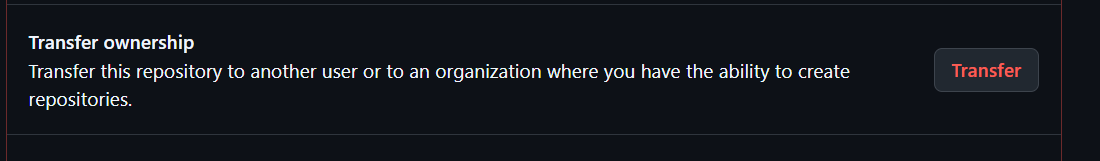 Transfer ownership
Transfer this repository to another user or to an organization where you have the ability to create
repositories.
Transfer